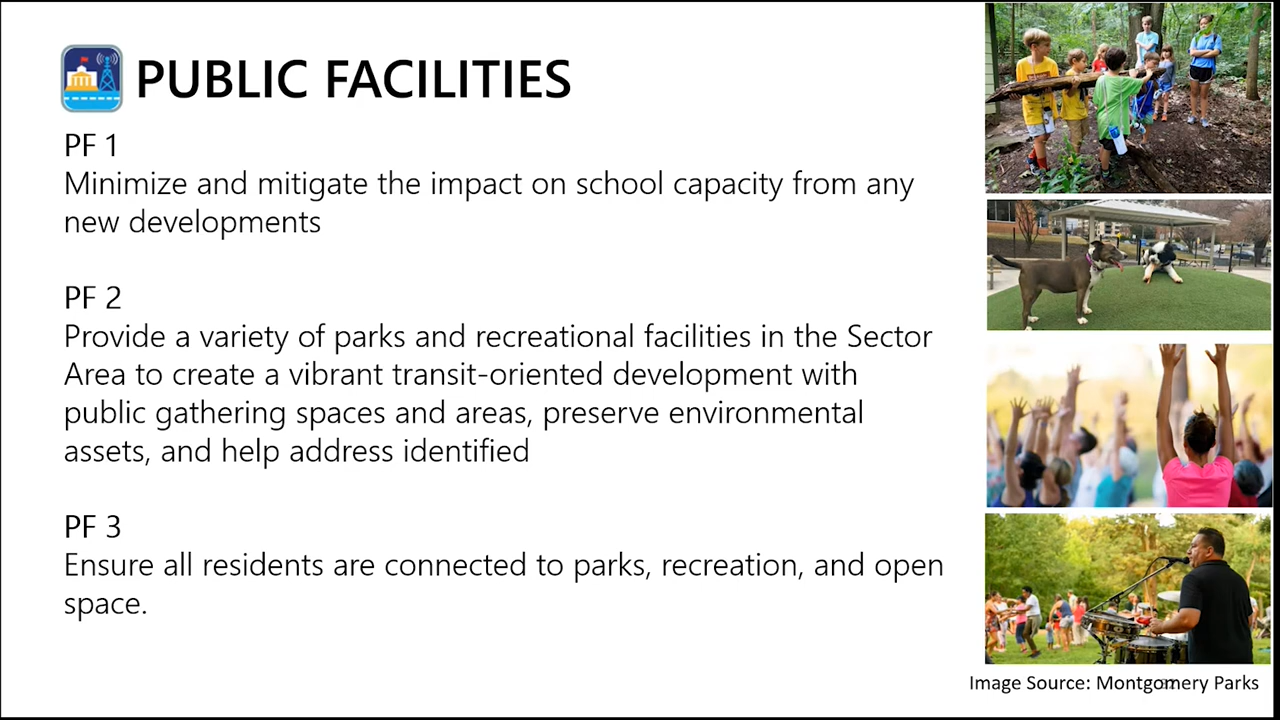 PUBLIC FACILITIES
PF 1
Minimize and mitigate the impact on school capacity from any
new developments
PF 2
Provide a variety of parks and recreational facilities in the Sector
Area to create a vibrant transit-oriented development with
public gathering spaces and areas, preserve environmental
assets, and help address identified
PF 3
Ensure all residents are connected to parks, recreation, and open
space.
Image Source: Montgomery Parks